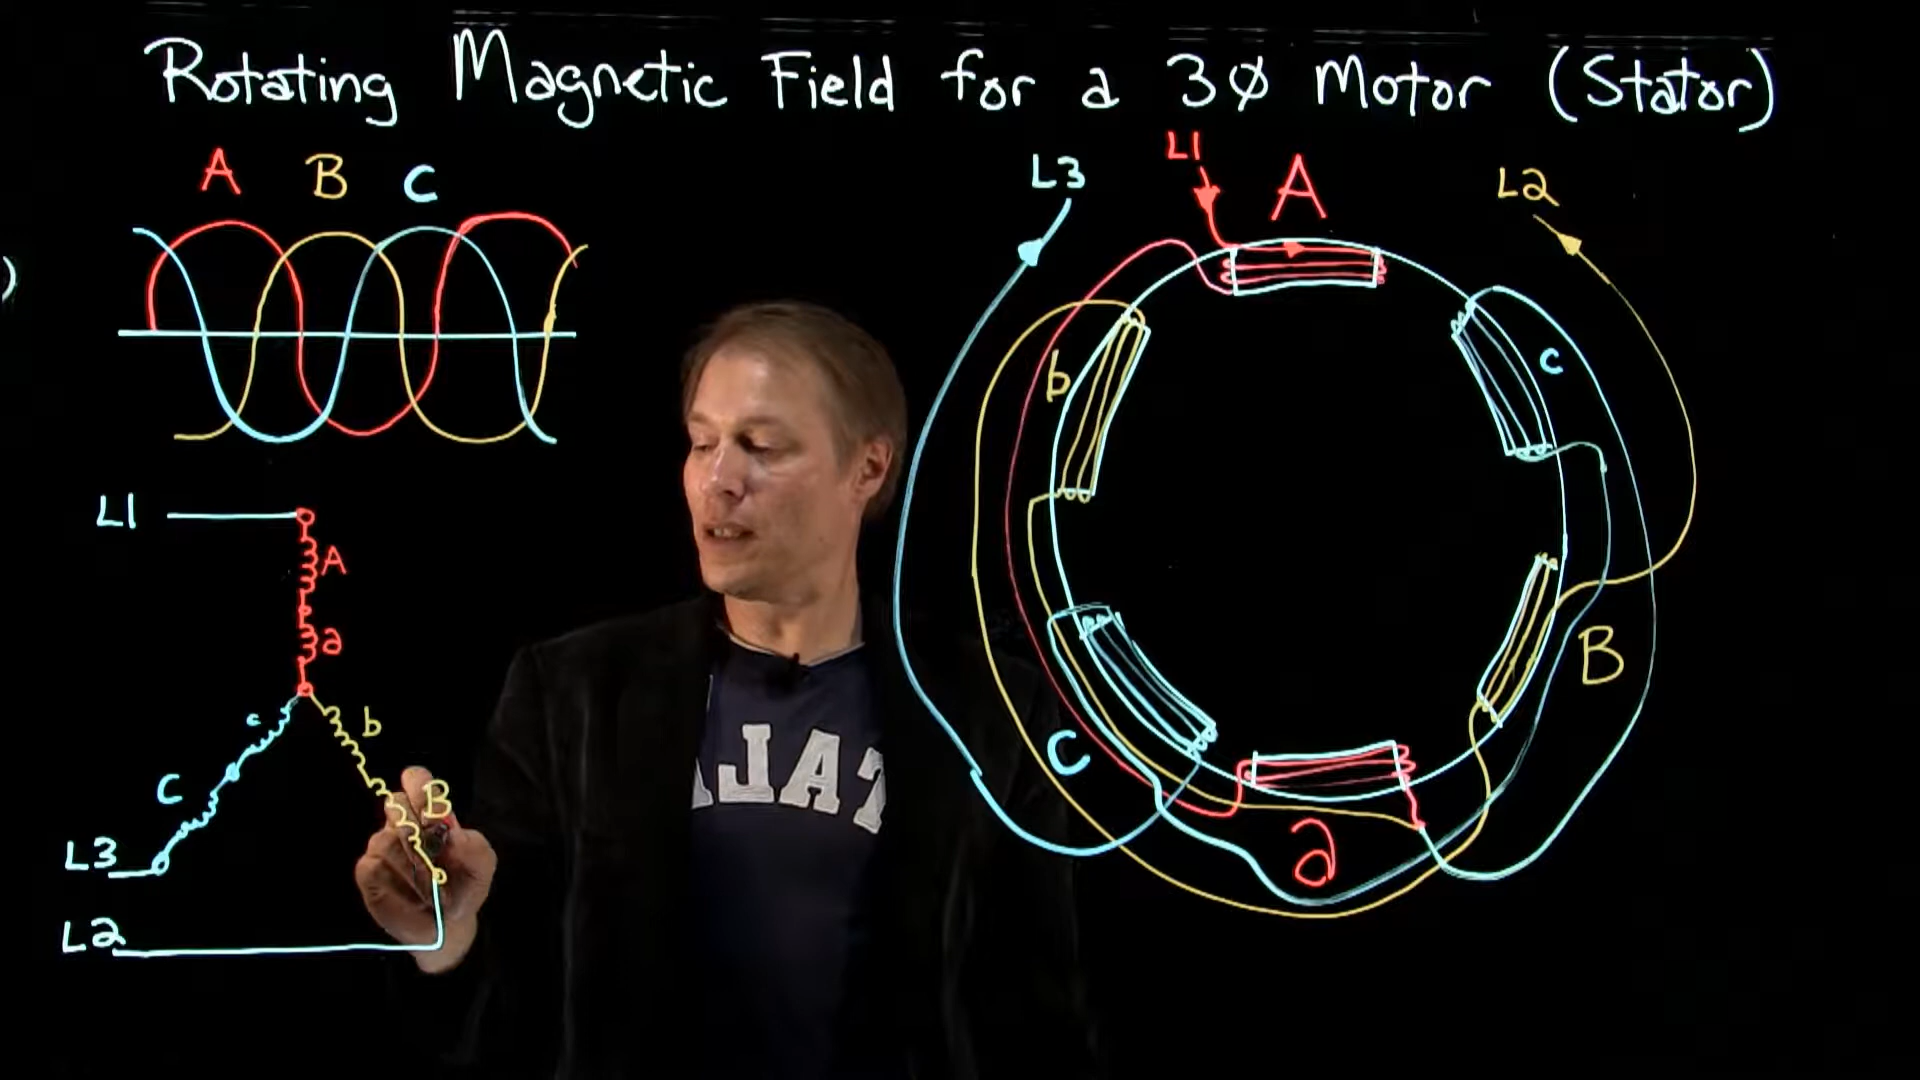 Rotating Magnetic Field for a 3Ø Motor (Stator)
A B C
L3 L1 A L2
b c
L1
A
a
c b
C B
L3
L2
C B
a